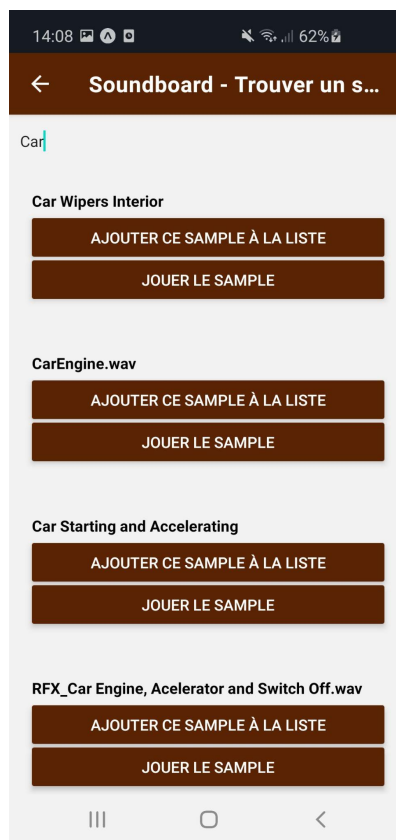 14:08 62%
Soundboard - Trouver un s...
Car
Car Wipers Interior
AJOUTER CE SAMPLE À LA LISTE
JOUER LE SAMPLE
CarEngine.wav
AJOUTER CE SAMPLE À LA LISTE
JOUER LE SAMPLE
Car Starting and Accelerating
AJOUTER CE SAMPLE À LA LISTE
JOUER LE SAMPLE
RFX_Car Engine, Acelerator and Switch Off.wav
AJOUTER CE SAMPLE À LA LISTE
JOUER LE SAMPLE